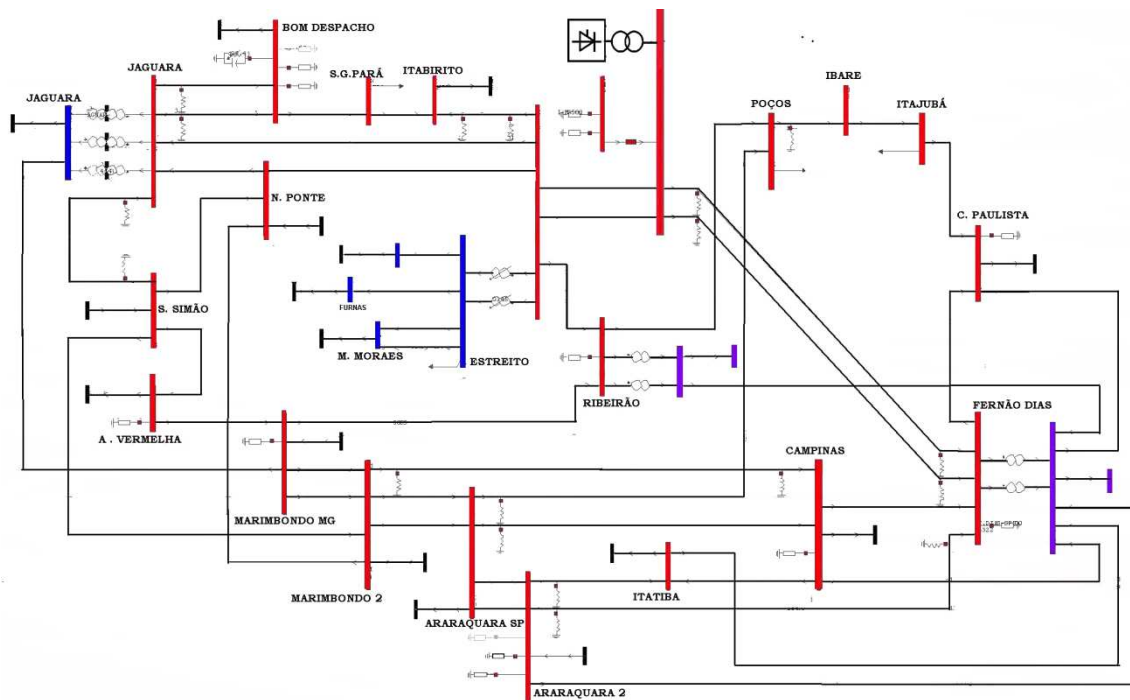 BOM DESPACHO
JAGUARA
S.G.PARÁ
ITABIRITO
IBARE
JAGUARA
POÇOS
ITAJUBÁ
N. PONTE
C. PAULISTA
S. SIMÃO
FURNAS
M. MORAES
ESTREITO
RIBEIRÃO
FERNÃO DIAS
A . VERMELHA
CAMPINAS
MARIMBONDO MG
MARIMBONDO 2
ITATIBA
ARARAQUARA SP
ARARAQUARA 2